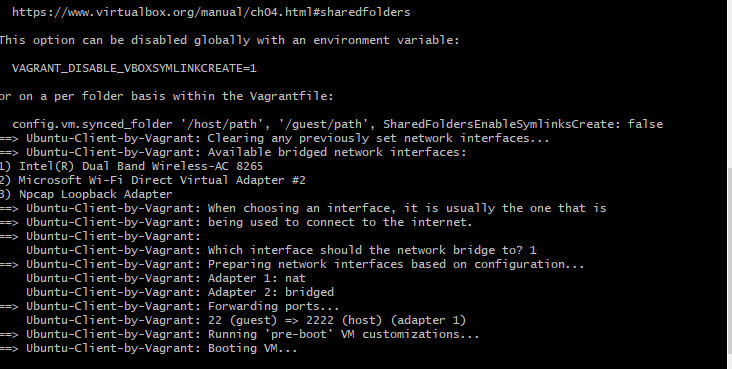 https://www.virtualbox.org/manual/ch04.html#sharedfolders
This option can be disabled globally with an environment variable:
VAGRANT_DISABLE_VBOXSYMLINKCREATE=1
or on a per folder basis within the Vagrantfile:
config.vm.synced_folder '/host/path', '/guest/path', SharedFoldersEnableSymlinksCreate: false
==> Ubuntu-Client-by-Vagrant: Clearing any previously set network interfaces...
==> Ubuntu-Client-by-Vagrant: Available bridged network interfaces:
1) Intel(R) Dual Band Wireless-AC 8265
2) Microsoft Wi-Fi Direct Virtual Adapter #2
3) Npcap Loopback Adapter
==> Ubuntu-Client-by-Vagrant: When choosing an interface, it is usually the one that is
==> Ubuntu-Client-by-Vagrant: being used to connect to the internet.
==> Ubuntu-Client-by-Vagrant:
Ubuntu-Client-by-Vagrant: Which interface should the network bridge to? 1
==> Ubuntu-Client-by-Vagrant: Preparing network interfaces based on configuration...
Ubuntu-Client-by-Vagrant: Adapter 1: nat
Ubuntu-Client-by-Vagrant: Adapter 2: bridged
==> Ubuntu-Client-by-Vagrant: Forwarding ports...
Ubuntu-Client-by-Vagrant: 22 (guest) => 2222 (host) (adapter 1)
==> Ubuntu-Client-by-Vagrant: Running 'pre-boot' VM customizations...
==> Ubuntu-Client-by-Vagrant: Booting VM...